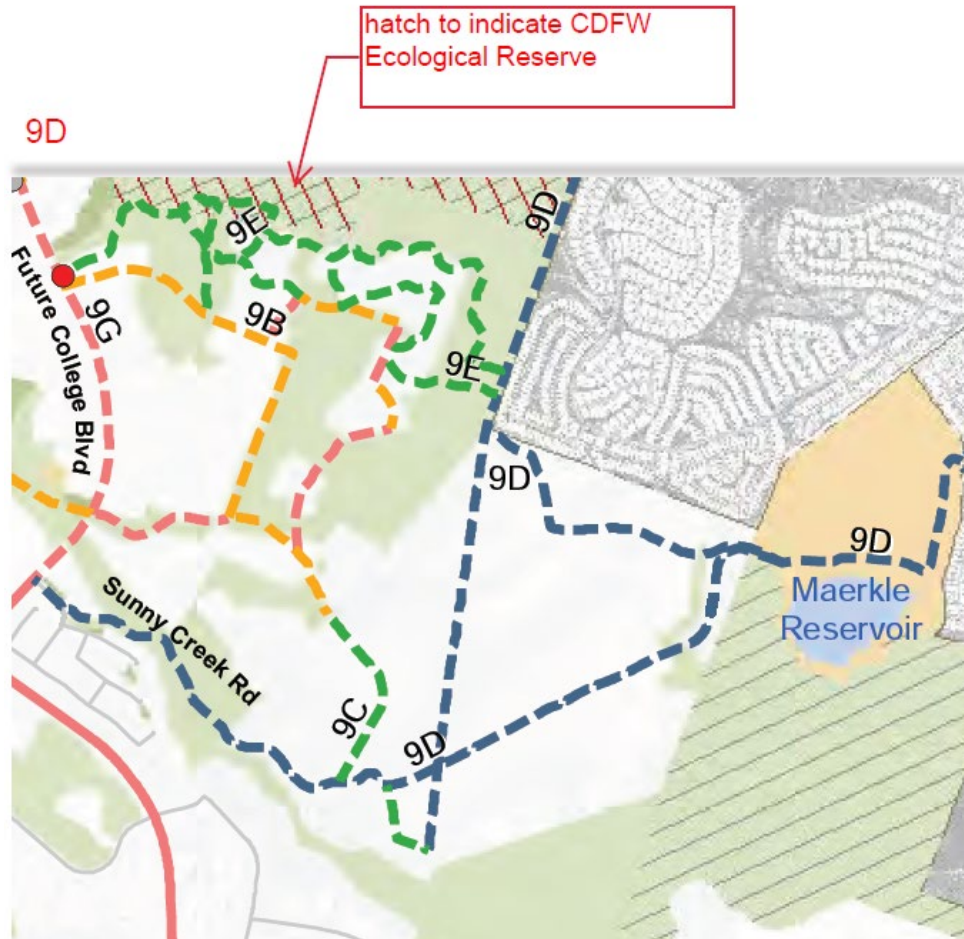 hatch to indicate CDFW
Ecological Reserve
9D
9D
9E
9G
Future College Blvd
9B
9E
9D
9D
Maerkle
Reservoir
Sunny Creek Rd
9C
9D